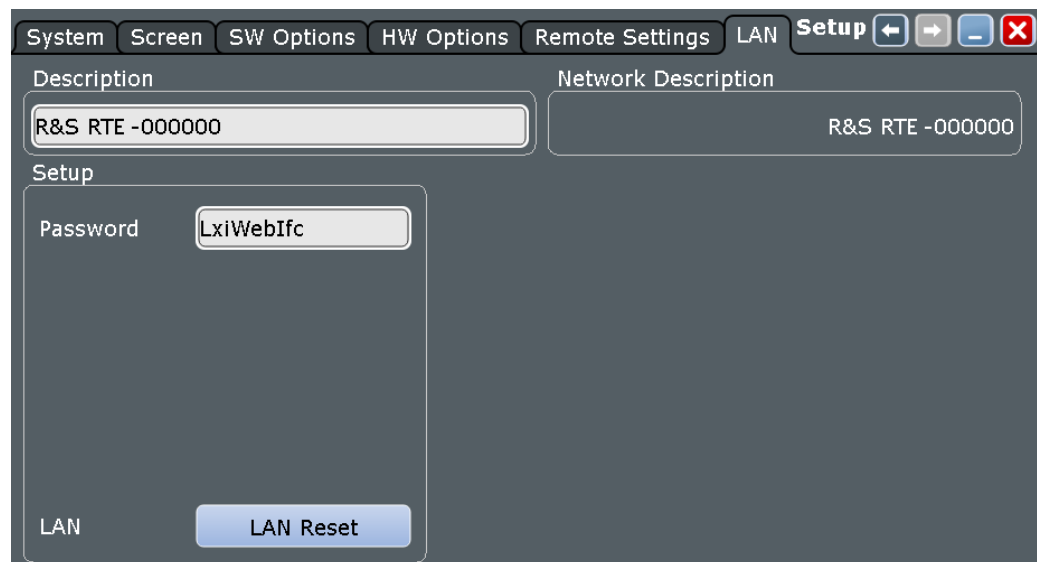 System Screen SW Options HW Options Remote Settings LAN Setup
Description Network Description
R&S RTE -000000 R&S RTE -000000
Setup
Password LxiWebIfc
LAN LAN Reset